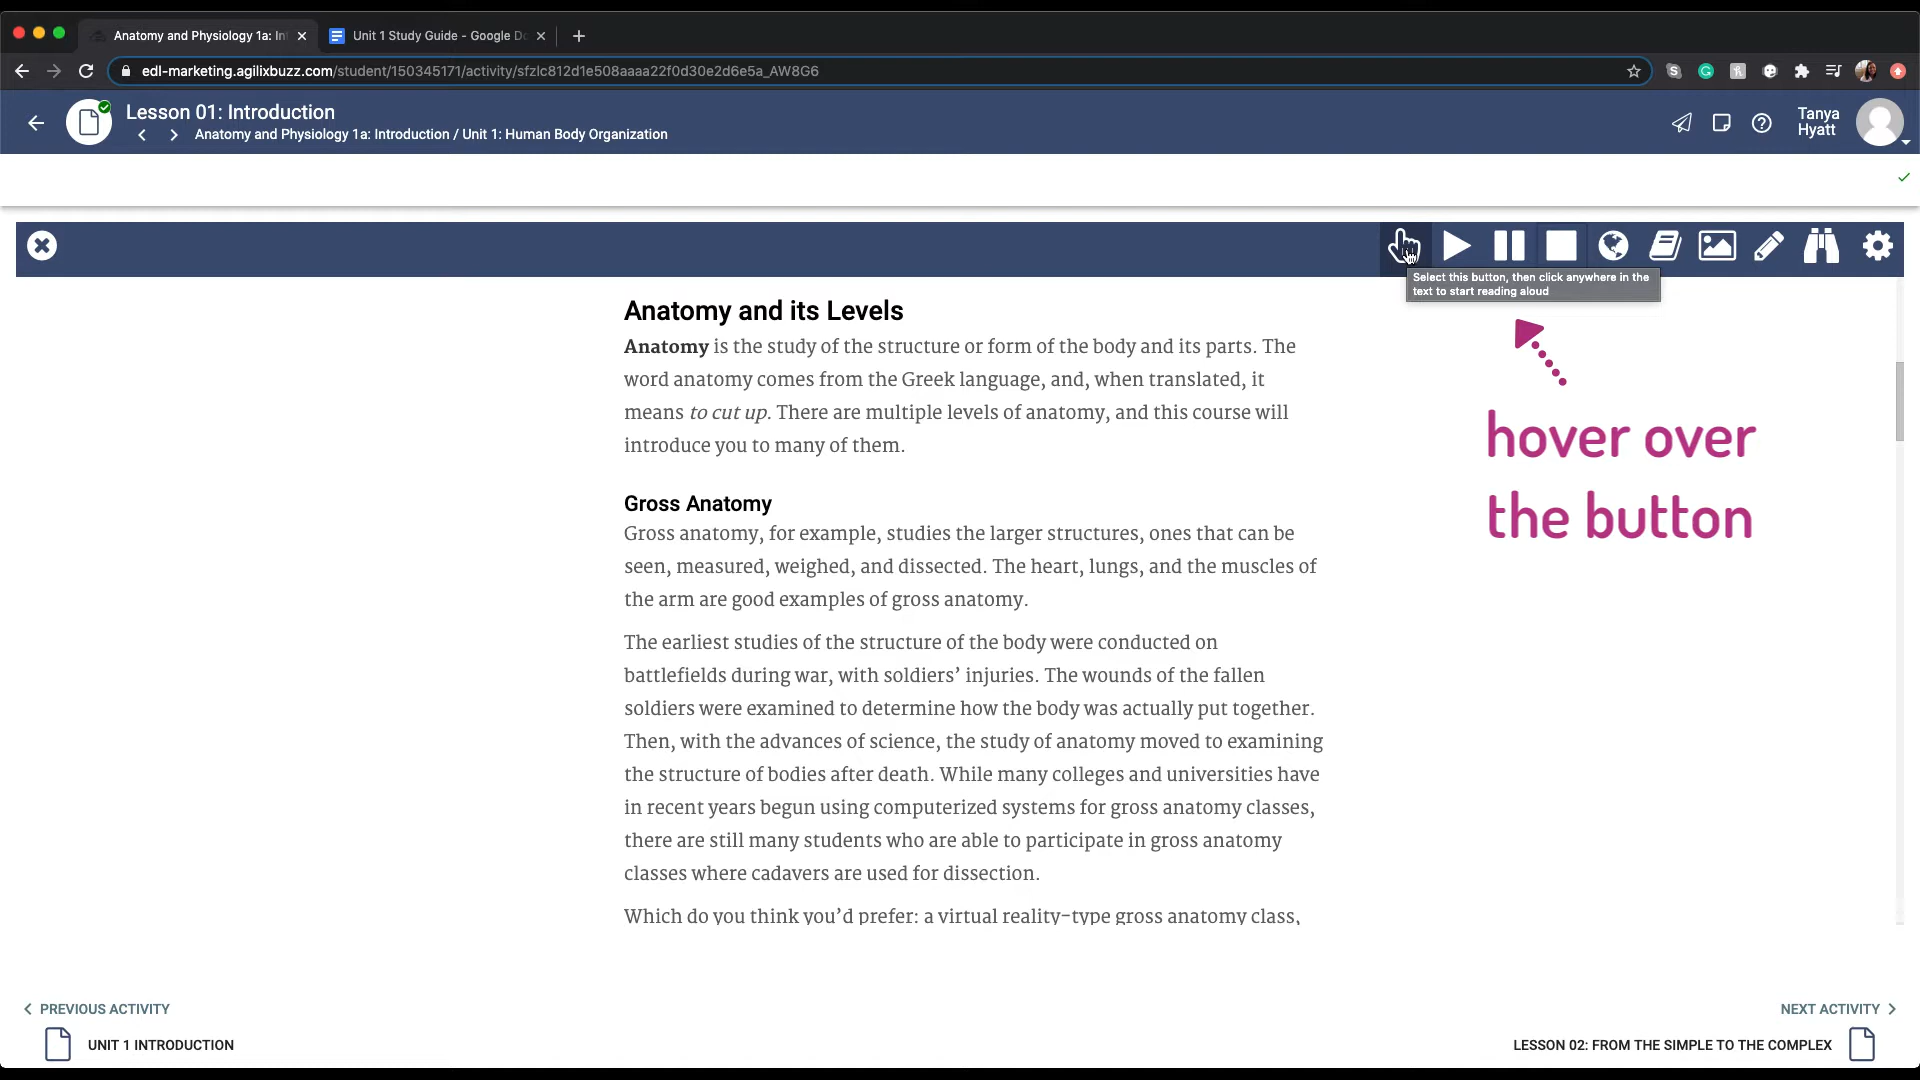 Anatomy and Physiology 1a: In
Unit 1 Study Guide - Google Do
edl-marketing.agilixbuzz.com/student/150345171/activity/sfzlc812d1e508aaaa22f0d30e2d6e5a_AW8G6
Lesson 01: Introduction
Anatomy and Physiology 1a: Introduction / Unit 1: Human Body Organization
Tanya
Hyatt
Select this button, then click anywhere in the
text to start reading aloud
hover over
the button
Anatomy and its Levels
Anatomy is the study of the structure or form of the body and its parts. The
word anatomy comes from the Greek language, and, when translated, it
means to cut up. There are multiple levels of anatomy, and this course will
introduce you to many of them.
Gross Anatomy
Gross anatomy, for example, studies the larger structures, ones that can be
seen, measured, weighed, and dissected. The heart, lungs, and the muscles of
the arm are good examples of gross anatomy.
The earliest studies of the structure of the body were conducted on
battlefields during war, with soldiers’ injuries. The wounds of the fallen
soldiers were examined to determine how the body was actually put together.
Then, with the advances of science, the study of anatomy moved to examining
the structure of bodies after death. While many colleges and universities have
in recent years begun using computerized systems for gross anatomy classes,
there are still many students who are able to participate in gross anatomy
classes where cadavers are used for dissection.
Which do you think you’d prefer: a virtual reality-type gross anatomy class,
PREVIOUS ACTIVITY
UNIT 1 INTRODUCTION
NEXT ACTIVITY
LESSON 02: FROM THE SIMPLE TO THE COMPLEX